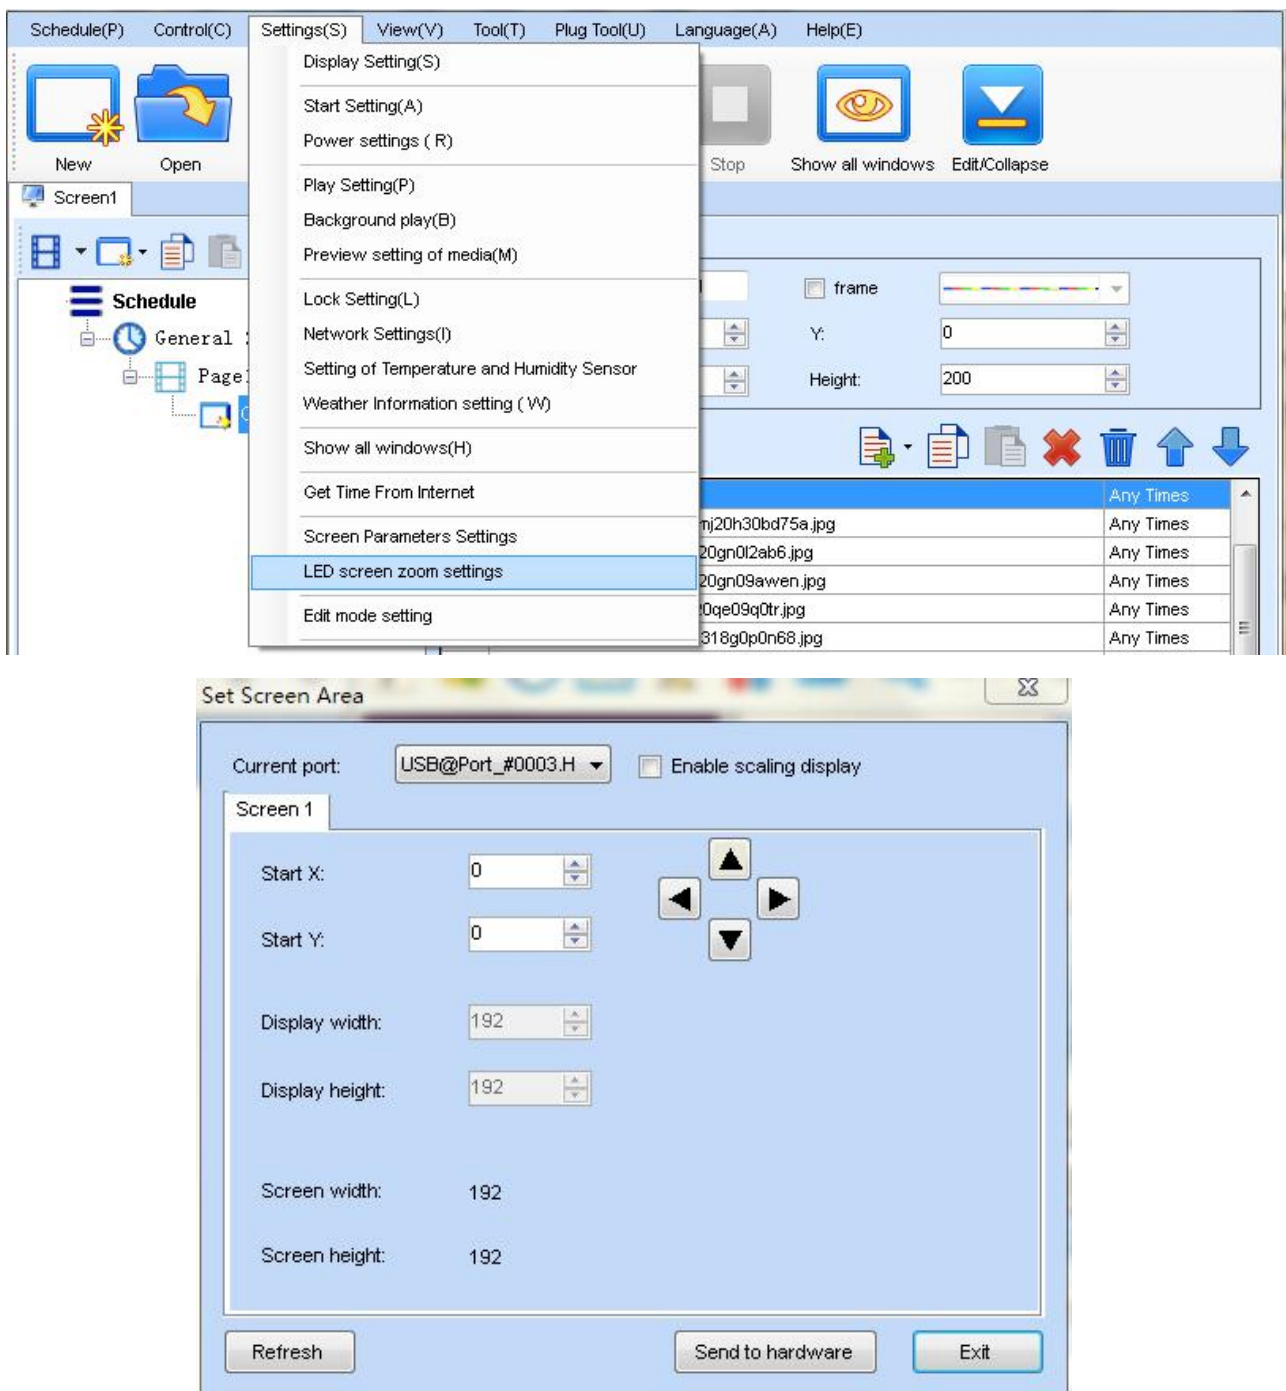 Schedule(P) Control(C) Settings(S) View(V) Tool(T) Plug Tool(U) Language(A) Help(E)
Display Setting(S)
Start Setting(A)
Power settings ( R)
New Open Stop Show all windows Edit/Collapse
Play Setting(P)
Screen1
Background play(B)
Preview setting of media(M)
frame
Schedule
Lock Setting(L)
General
Network Settings(I)
Y: 0
Page
Setting of Temperature and Humidity Sensor
Height: 200
Weather Information setting ( W)
Show all windows(H)
Get Time From Internet
Any Times
mj20h30bd75a.jpg Any Times
Screen Parameters Settings
20gn0l2ab6.jpg Any Times
LED screen zoom settings
20gn09awen.jpg Any Times
0qe09q0tr.jpg Any Times
Edit mode setting
318g0p0n68.jpg Any Times
Set Screen Area
Current port: USB@Port_#0003.H Enable scaling display
Screen 1
Start X: 0
Start Y: 0
Display width: 192
Display height: 192
Screen width: 192
Screen height: 192
Refresh Send to hardware Exit